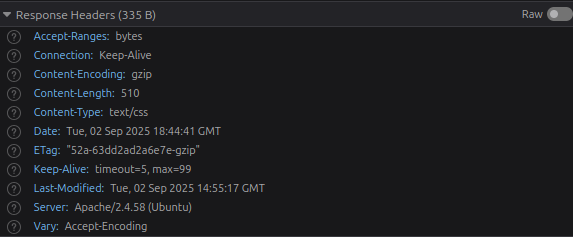 Response Headers (335 B) Raw
Accept-Ranges: bytes
Connection: Keep-Alive
Content-Encoding: gzip
Content-Length: 510
Content-Type: text/css
Date: Tue, 02 Sep 2025 18:44:41 GMT
ETag: "52a-63dd2ad2a6e7e-gzip"
Keep-Alive: timeout=5, max=99
Last-Modified: Tue, 02 Sep 2025 14:55:17 GMT
Server: Apache/2.4.58 (Ubuntu)
Vary: Accept-Encoding